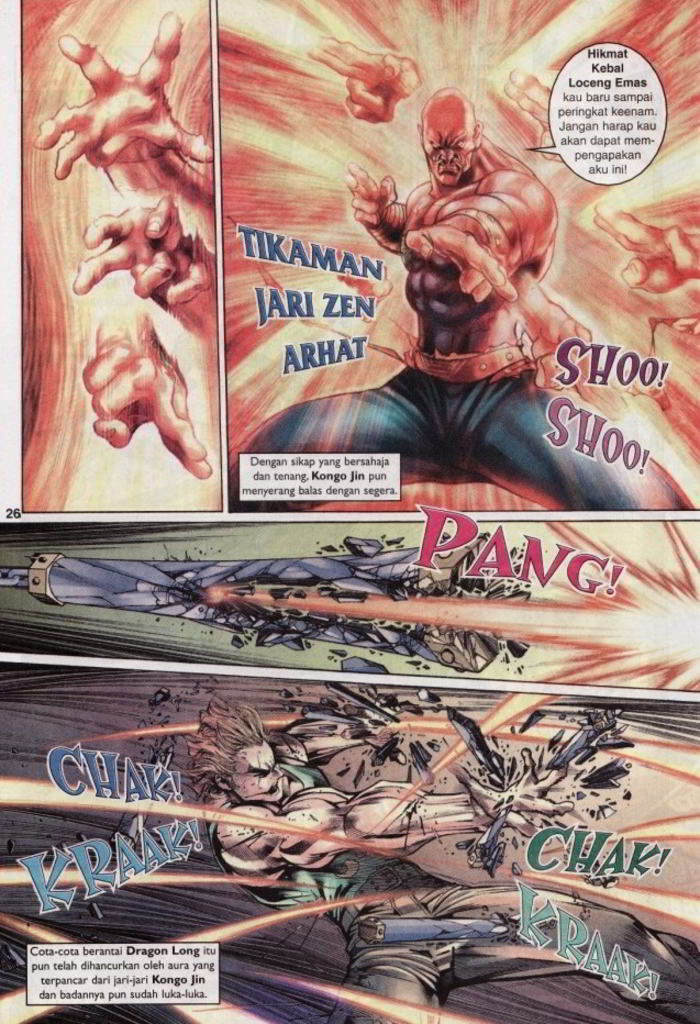 Hikmat
Kebal
Loceng Emas
kau baru sampai
peringkat keenam.
Jangan harap kau
akan dapat mem-
pengapakan
aku ini!
TIKAMAN
JARI ZEN
ARHAT
SHOO!
SHOO!
Dengan sikap yang bersahaja
dan tenang, Kongo Jin pun
menyerang balas dengan segera.
26
PANG!
CHAK!
KRAAK!
CHAK!
KRAAK!
Cota-cota berantai Dragon Long itu
pun telah dihancurkan oleh aura yang
terpancar dari jari-jari Kongo Jin
dan badannya pun sudah luka-luka.